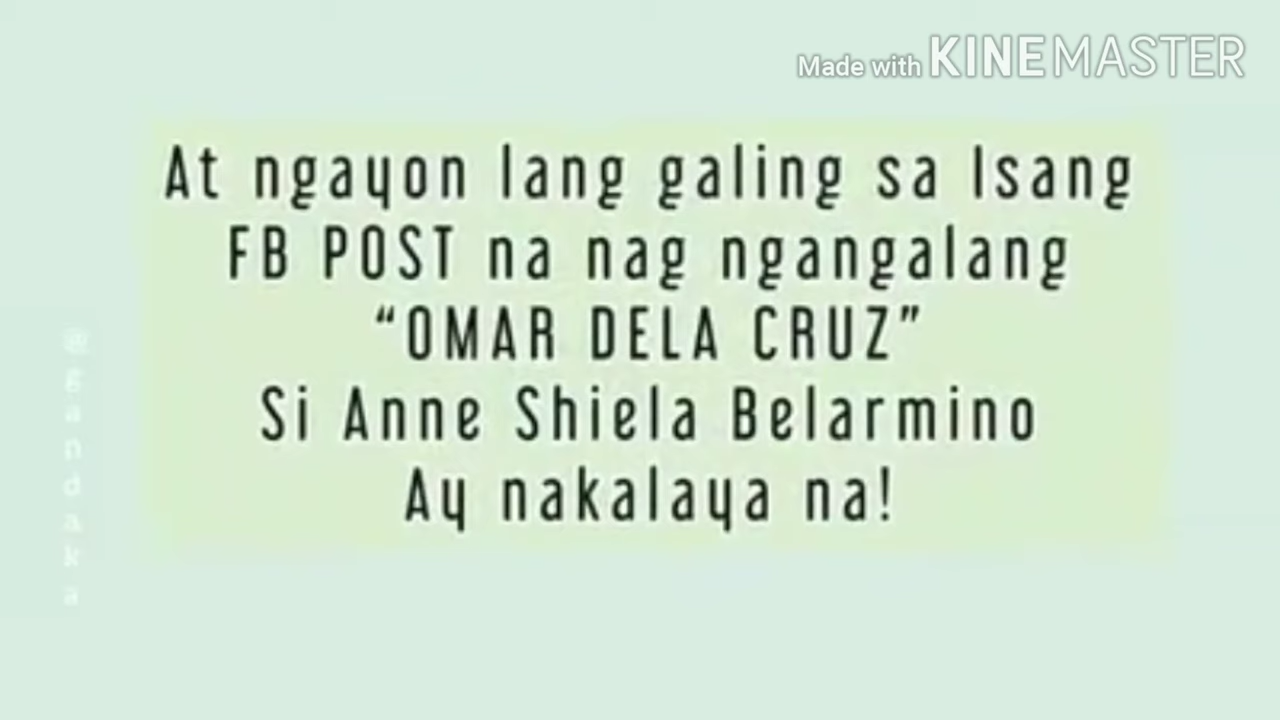 Made with KINEMASTER
At ngayon lang galing sa Isang
FB POST na nag ngangalang
“OMAR DELA CRUZ”
Si Anne Shiela Belarmino
Ay nakalaya na!
@gandaka